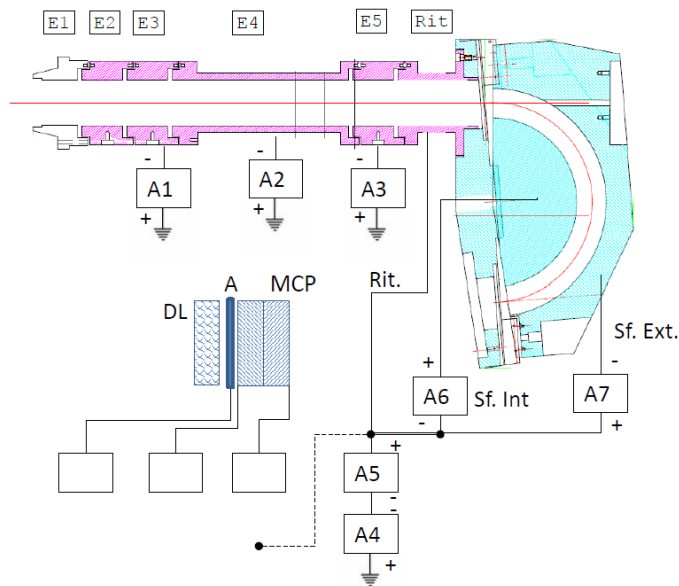 E1 E2 E3 E4 E5 Rit
- - -
A1 A2 A3
+ + +
Rit.
A MCP
DL
Sf. Ext.
+ -
A6 Sf. Int A7
- +
+
A5
-
-
A4
+